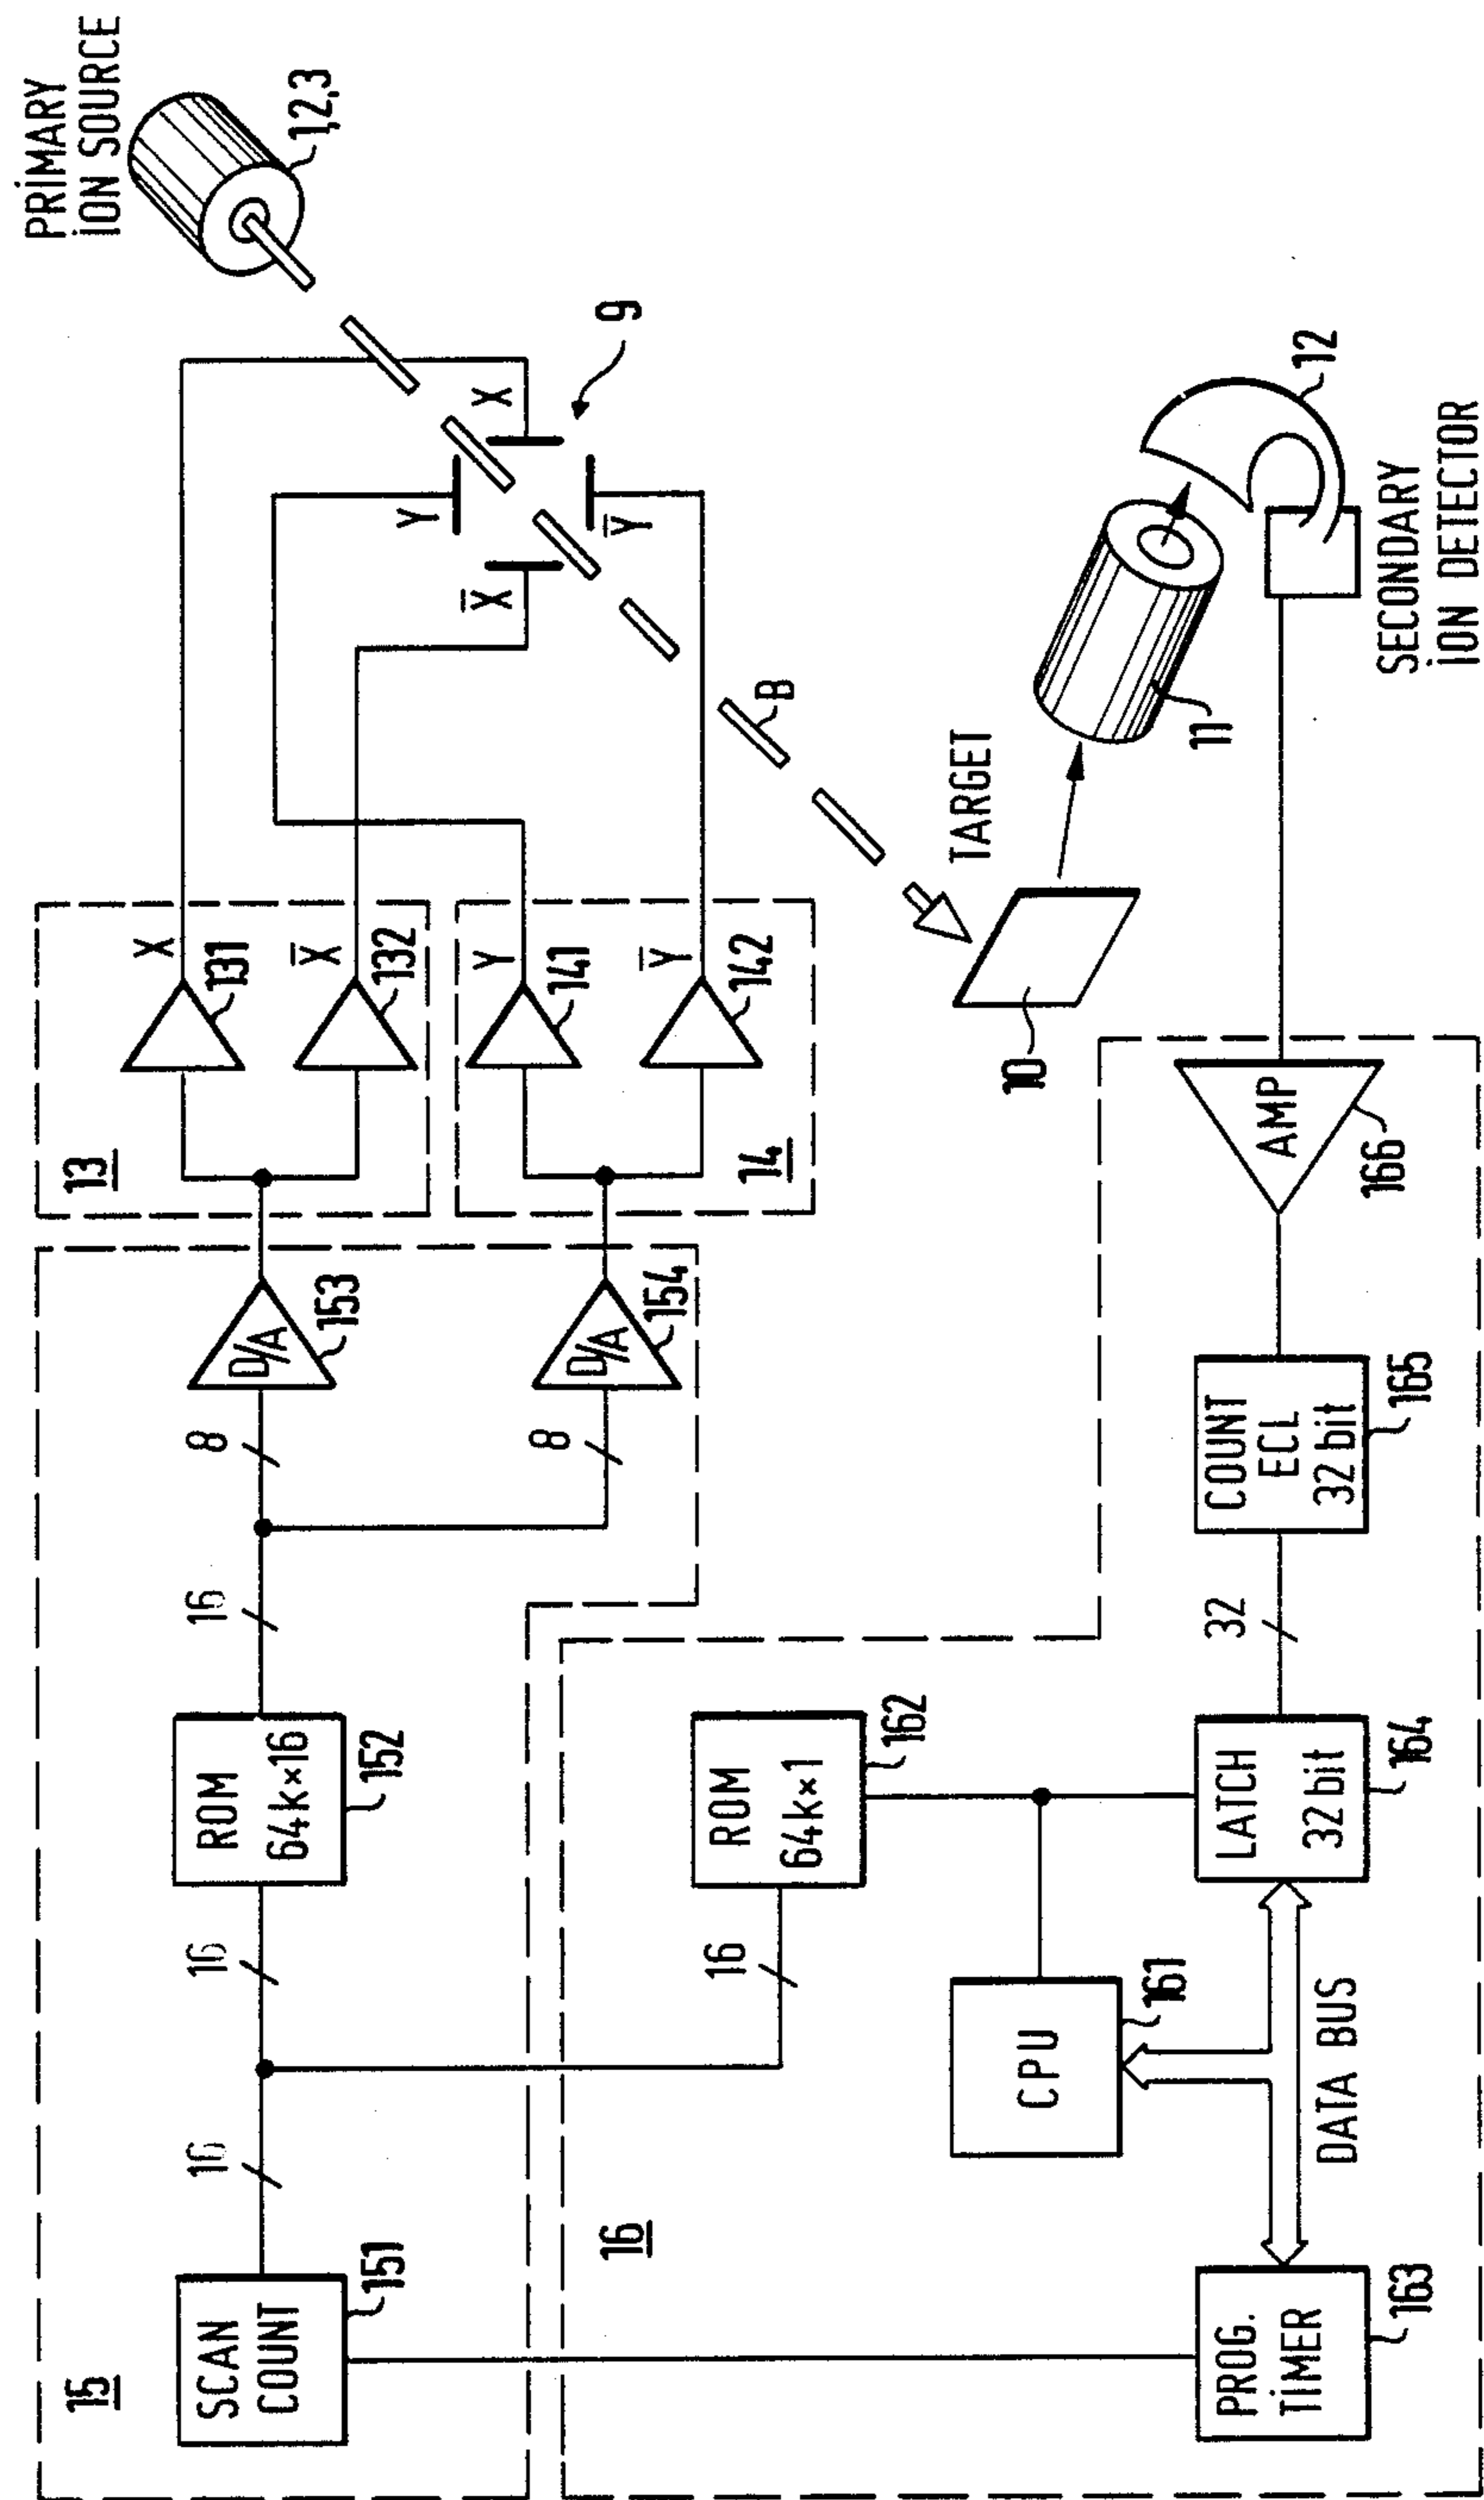 PRIMARY
ION SOURCE
1,2,3
9
X
Y
X̅
Y̅
B
TARGET
10
11
12
SECONDARY
ION DETECTOR
13
X
131
X̅
132
14
Y
141
Y̅
142
15
SCAN
COUNT
151
16
16
ROM
64k×16
152
16
8
D/A
153
8
D/A
154
16
16
ROM
64k×1
162
CPU
161
DATA BUS
PROG.
TIMER
163
LATCH
32 bit
164
32
COUNT
ECL
32 bit
165
AMP
166